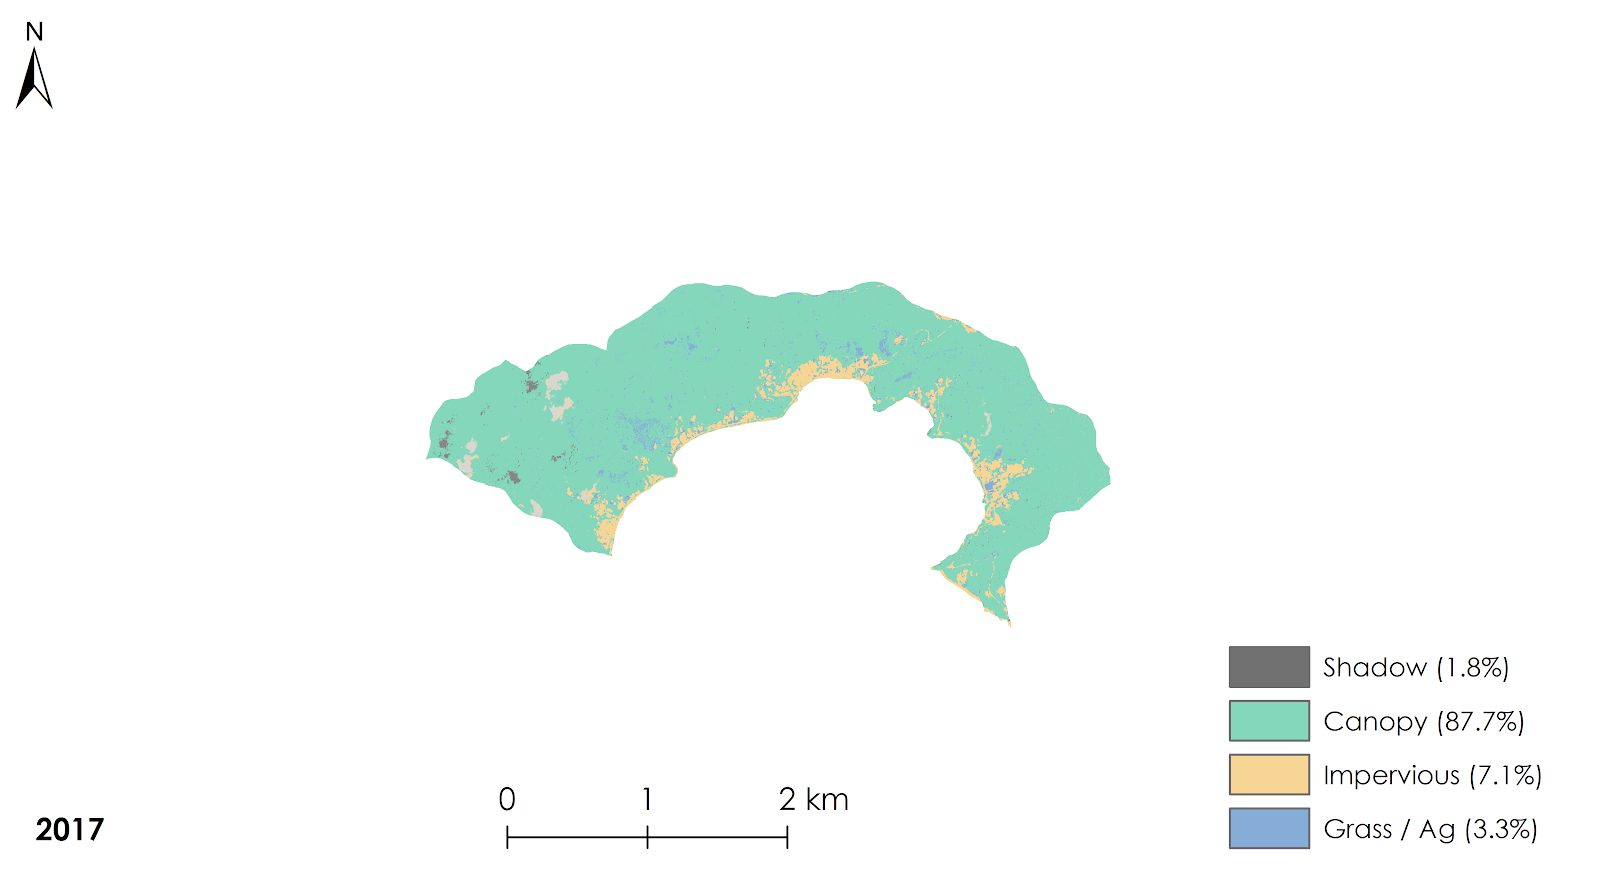 N
Shadow (1.8%)
Canopy (87.7%)
Impervious (7.1%)
Grass / Ag (3.3%)
0 1 2 km
2017